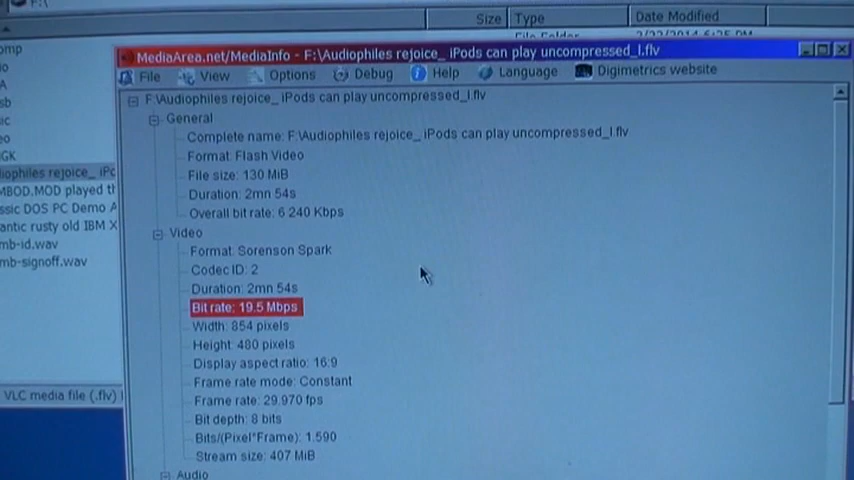 F:\
Size Type Date Modified
File Folder
MediaArea.net/MediaInfo - F:\Audiophiles rejoice_ iPods can play uncompressed_l.flv
File View Options Debug Help Language Digimetrics website
F:\Audiophiles rejoice_ iPods can play uncompressed_l.flv
General
Complete name: F:\Audiophiles rejoice_ iPods can play uncompressed_l.flv
Format: Flash Video
File size: 130 MiB
Duration: 2mn 54s
Overall bit rate: 6 240 Kbps
Video
Format: Sorenson Spark
Codec ID: 2
Duration: 2mn 54s
Bit rate: 19.5 Mbps
Width: 854 pixels
Height: 480 pixels
Display aspect ratio: 16:9
Frame rate mode: Constant
Frame rate: 29.970 fps
Bit depth: 8 bits
Bits/(Pixel*Frame): 1.590
Stream size: 407 MiB
Audio
omp
io
A
sb
ic
eo
GK
iophiles rejoice_ iPc
MBOD.MOD played th
ssic DOS PC Demo A
antic rusty old IBM X
mb-id.wav
mb-signoff.wav
VLC media file (.flv)